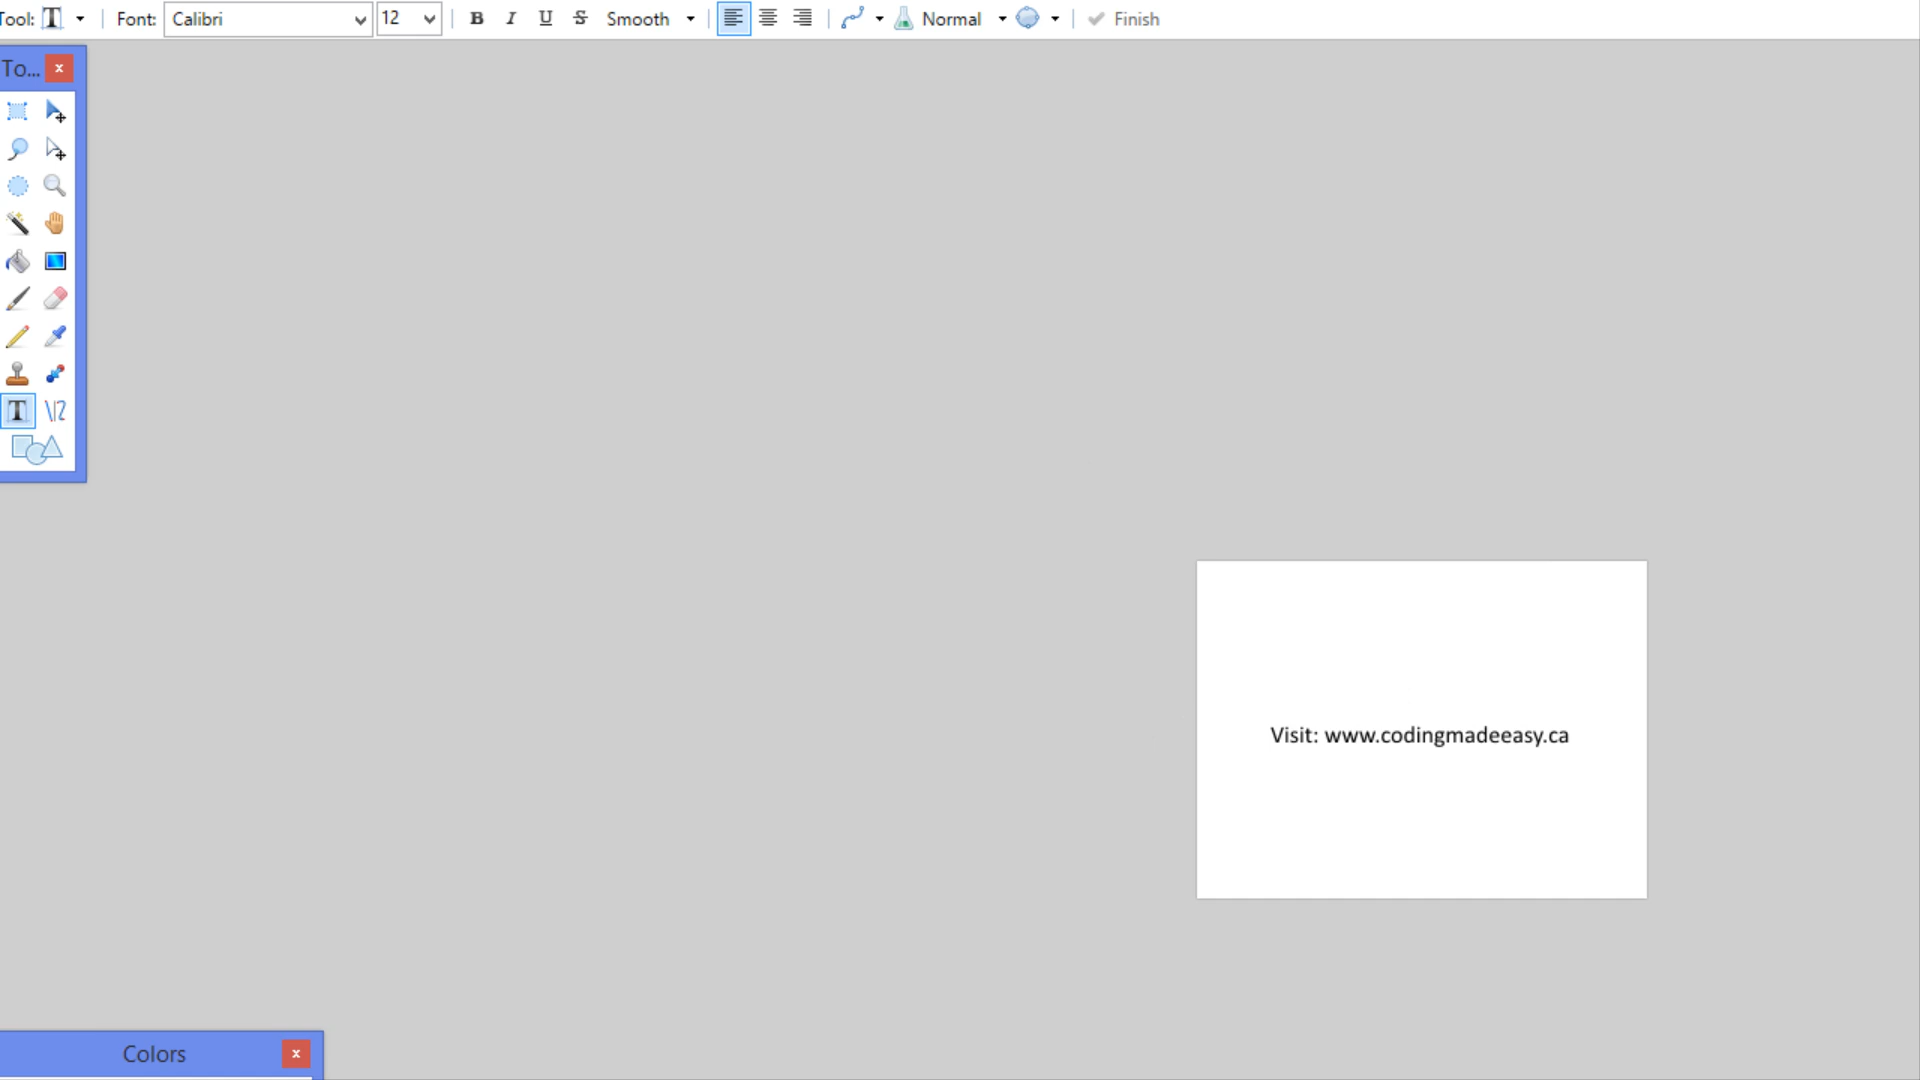 Tool: T Font: Calibri 12 B I U S Smooth Normal Finish
To... x
T
Visit: www.codingmadeeasy.ca
Colors x